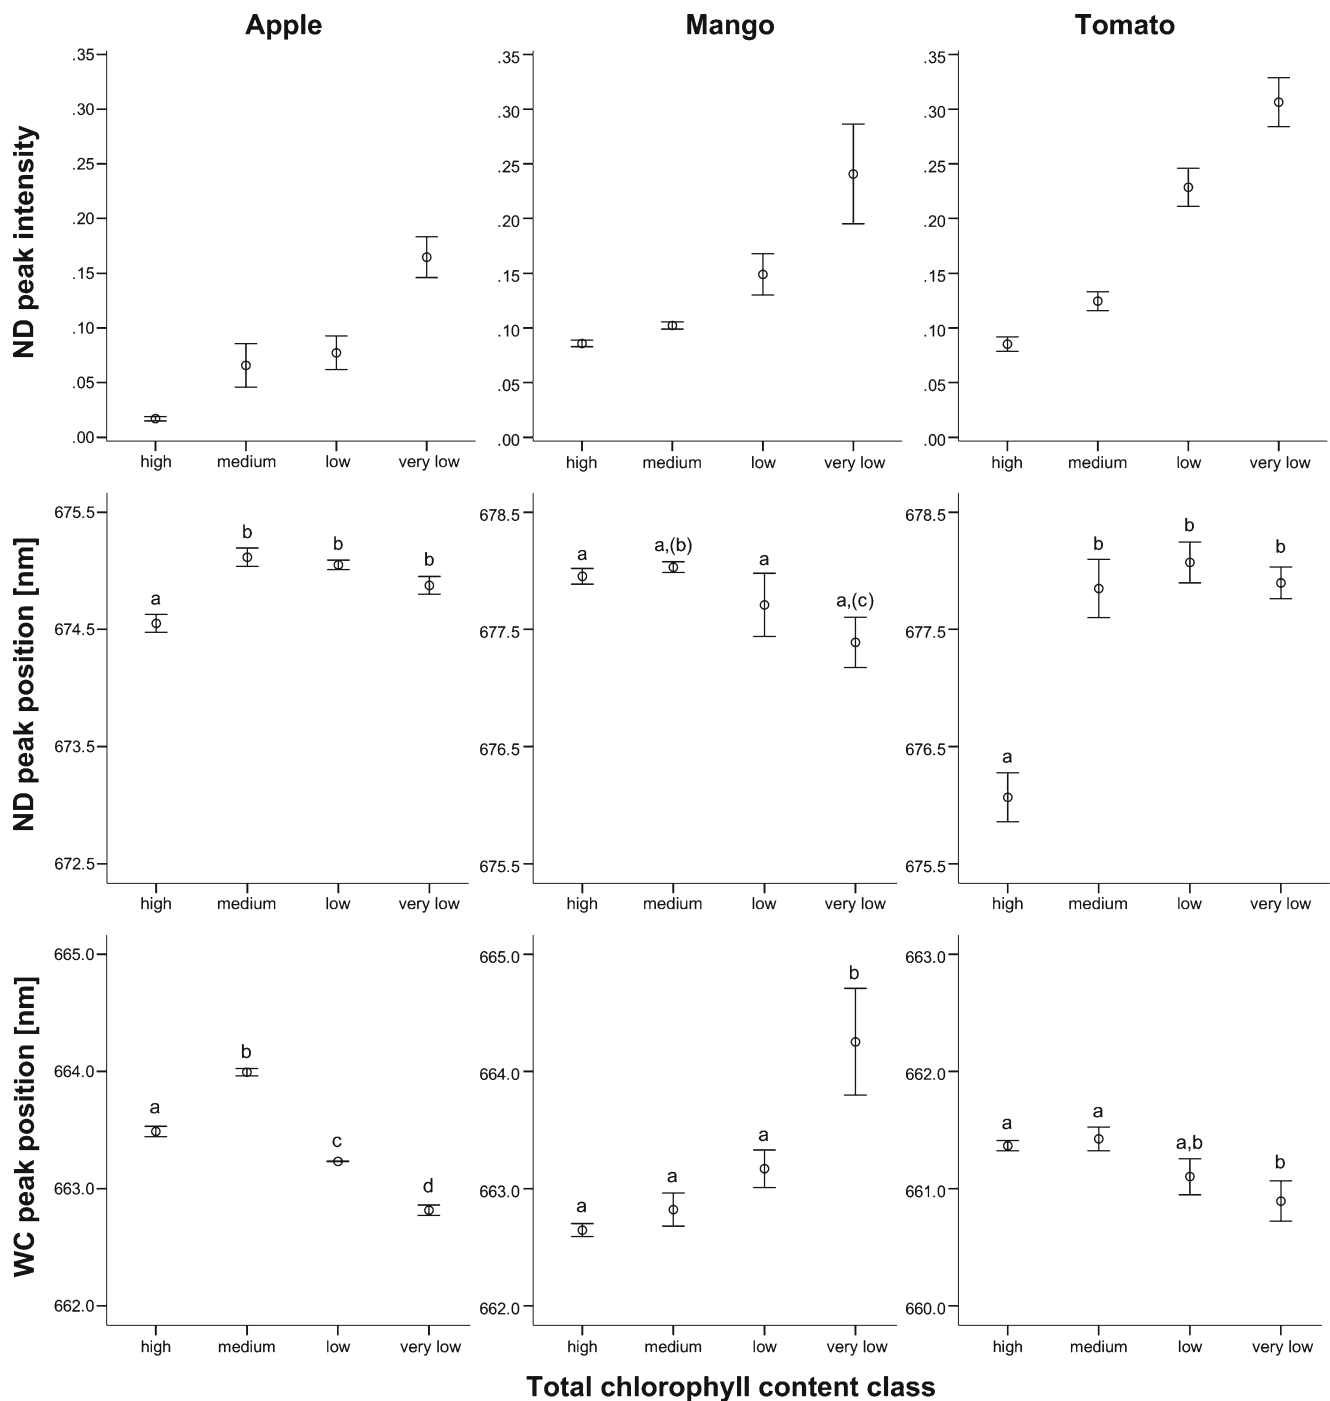 Apple Mango Tomato
ND peak intensity
.35 .30 .25 .20 .15 .10 .05 .00
high medium low very low
.35 .30 .25 .20 .15 .10 .05 .00
high medium low very low
.35 .30 .25 .20 .15 .10 .05 .00
high medium low very low
ND peak position [nm]
675.5 674.5 673.5 672.5
a b b b
high medium low very low
678.5 677.5 676.5 675.5
a a,(b) a a,(c)
high medium low very low
678.5 677.5 676.5 675.5
a b b b
high medium low very low
WC peak position [nm]
665.0 664.0 663.0 662.0
a b c d
high medium low very low
665.0 664.0 663.0 662.0
a a a b
high medium low very low
663.0 662.0 661.0 660.0
a a a,b b
high medium low very low
Total chlorophyll content class